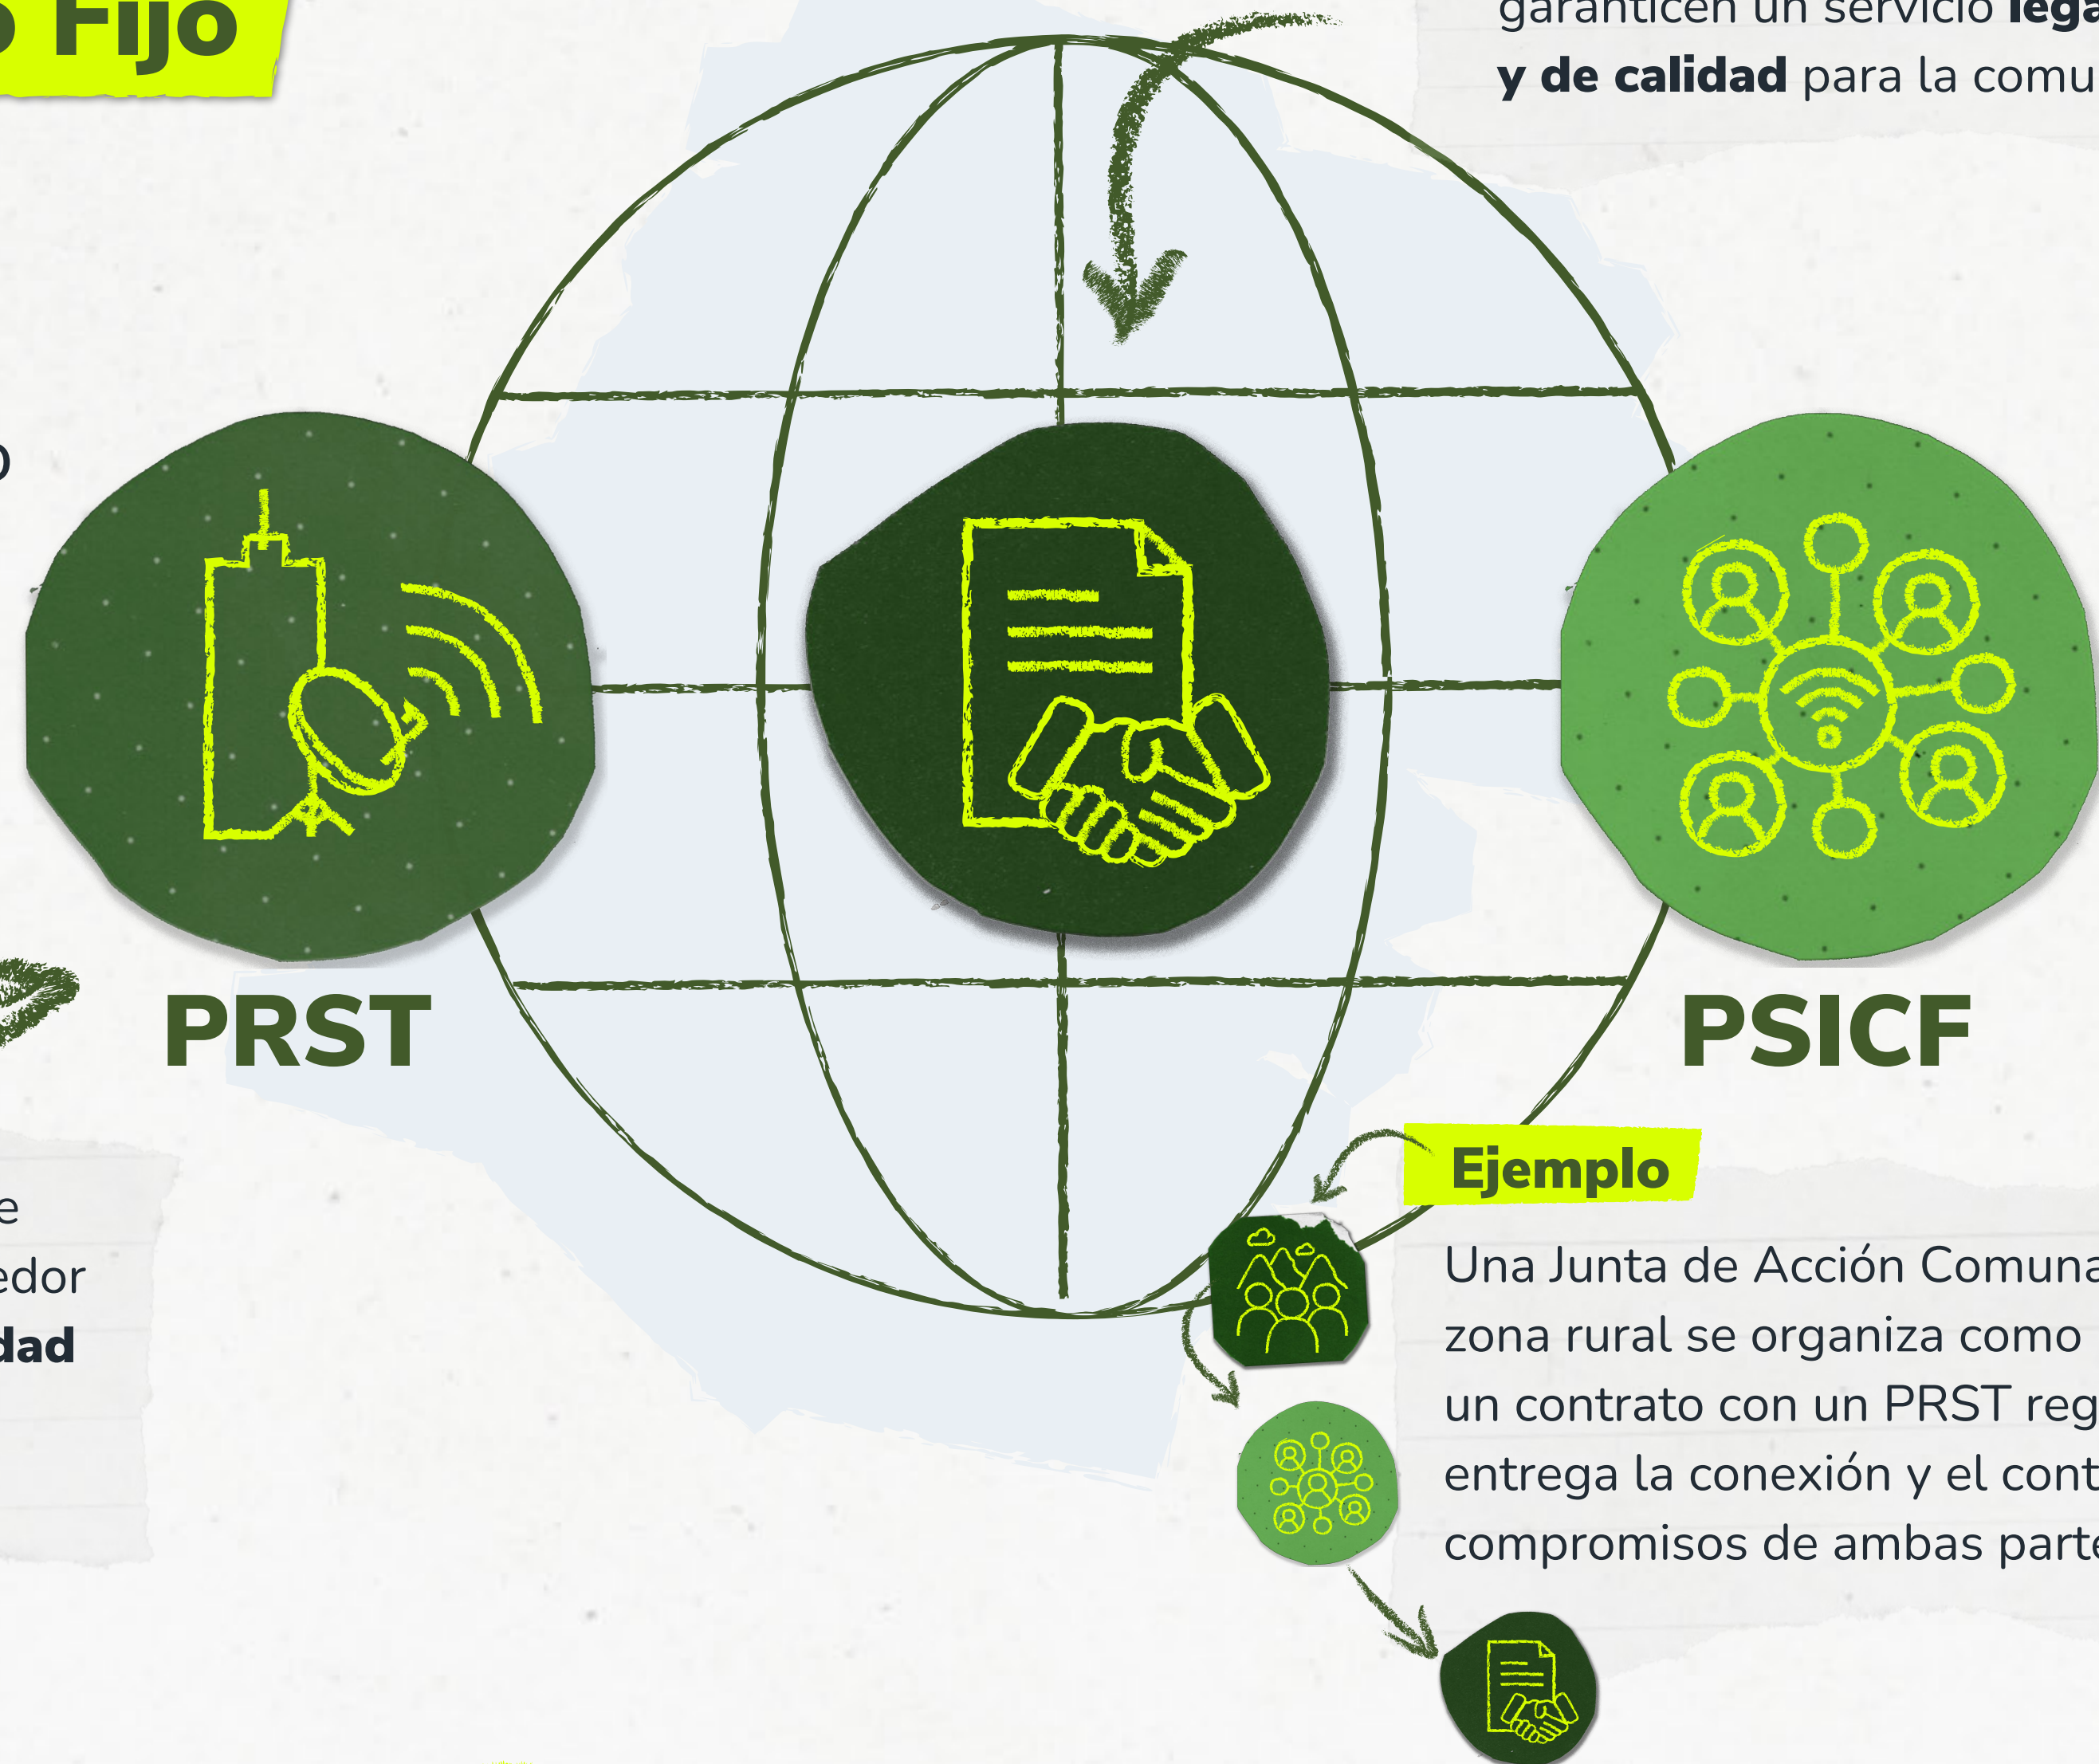 Fijo
garanticen un servicio
y de calidad para la comu
PRST
PSICF
edor
dad
Ejemplo
Una Junta de Acción Comuna
zona rural se organiza como
un contrato con un PRST reg
entrega la conexión y el cont
compromisos de ambas parte